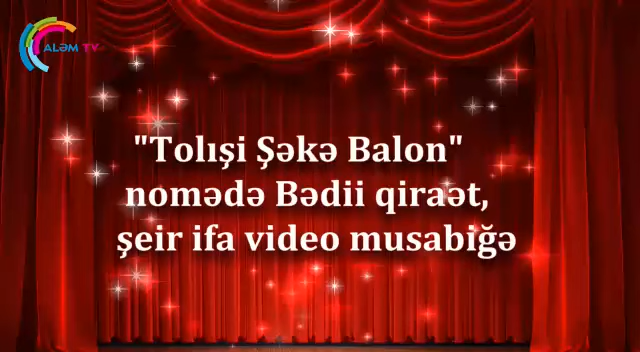 ALƏM TV
"Tolışi Şəkə Balon"
nomədə Bədii qiraət,
şeir ifa video musabiğə